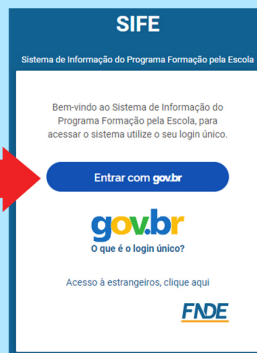 SIFE
Sistema de Informação do Programa Formação pela Escola
Bem-vindo ao Sistema de Informação do
Programa Formação pela Escola, para
acessar o sistema utilize o seu login único.
Entrar com gov.br
gov.br
O que é o login único?
Acesso à estrangeiros, clique aqui
FNDE